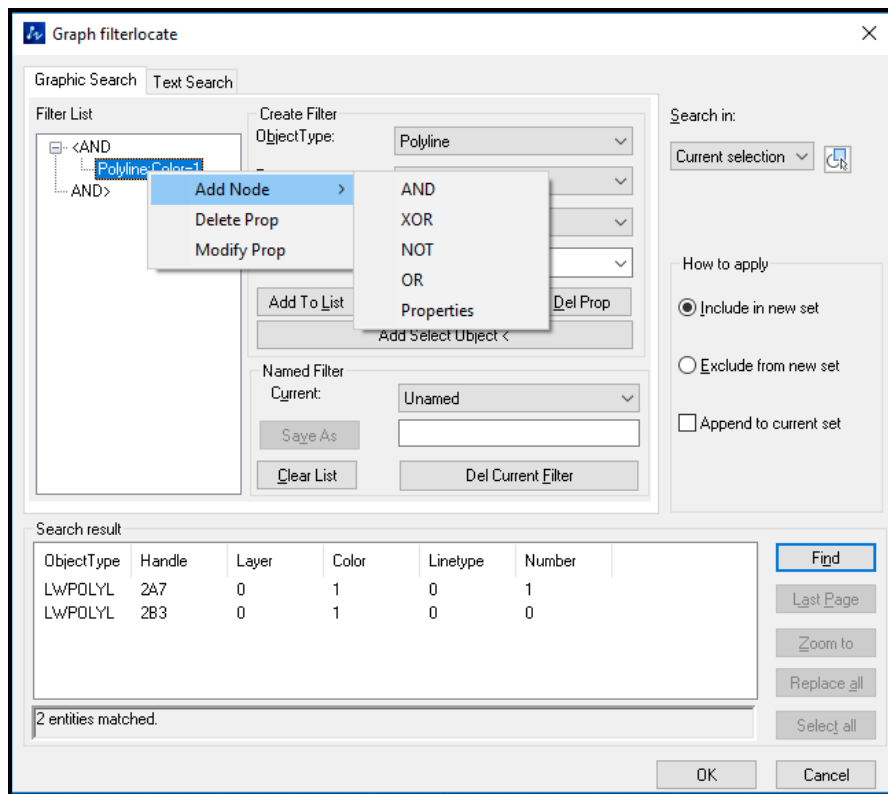 Graph filterlocate
Graphic Search
Text Search
Filter List
<AND
Polyline:Color=1
AND>
Create Filter
ObjectType:
Polyline
Add Node
Delete Prop
Modify Prop
AND
XOR
NOT
OR
Properties
Add To List
Del Prop
Add Select Object <
Named Filter
Current:
Unamed
Save As
Clear List
Del Current Filter
Search in:
Current selection
How to apply
Include in new set
Exclude from new set
Append to current set
Search result
ObjectType Handle Layer Color Linetype Number
LWPOLYL 2A7 0 1 0 1
LWPOLYL 2B3 0 1 0 0
2 entities matched.
Find
Last Page
Zoom to
Replace all
Select all
OK
Cancel